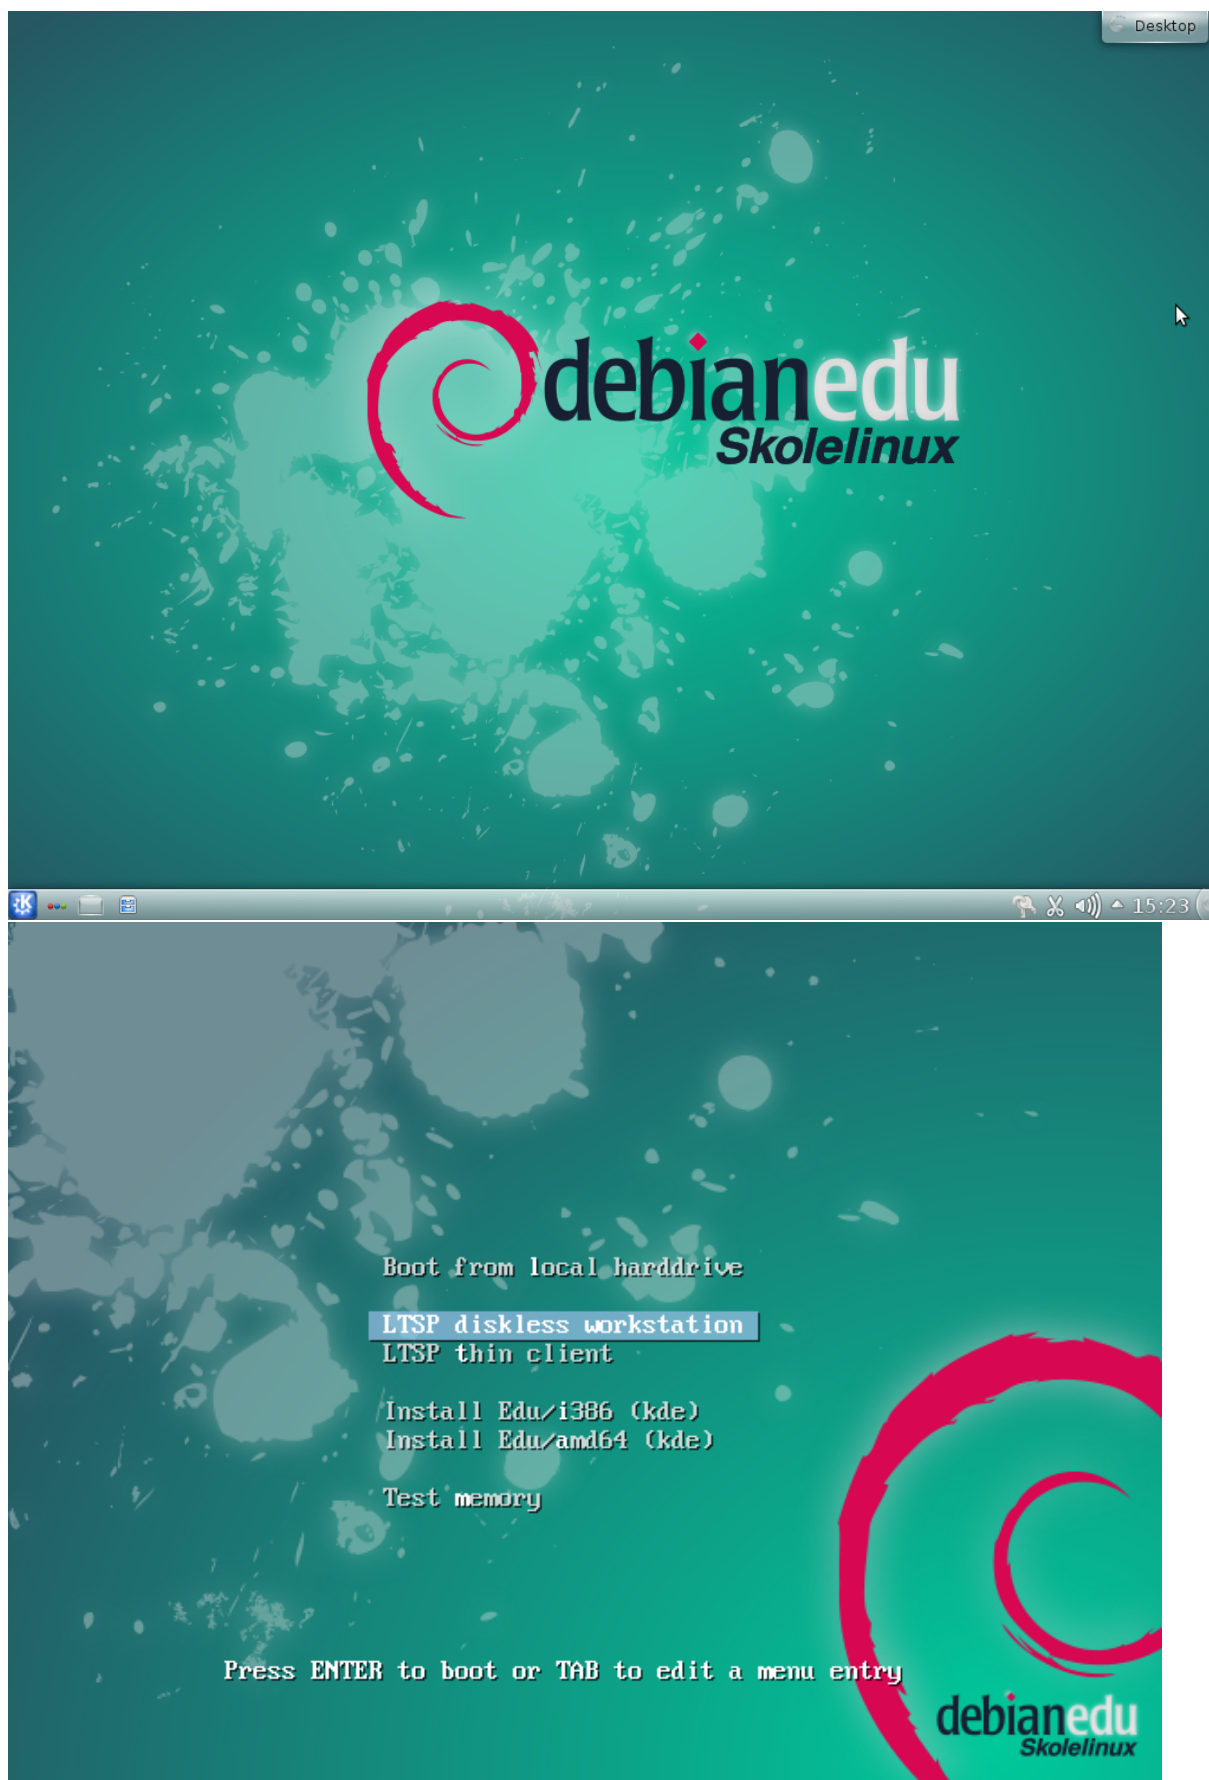 Desktop
debianedu
Skolelinux
15:23
Boot from local harddrive
LTSP diskless workstation
LTSP thin client
Install Edu/i386 (kde)
Install Edu/amd64 (kde)
Test memory
Press ENTER to boot or TAB to edit a menu entry
debianedu
Skolelinux